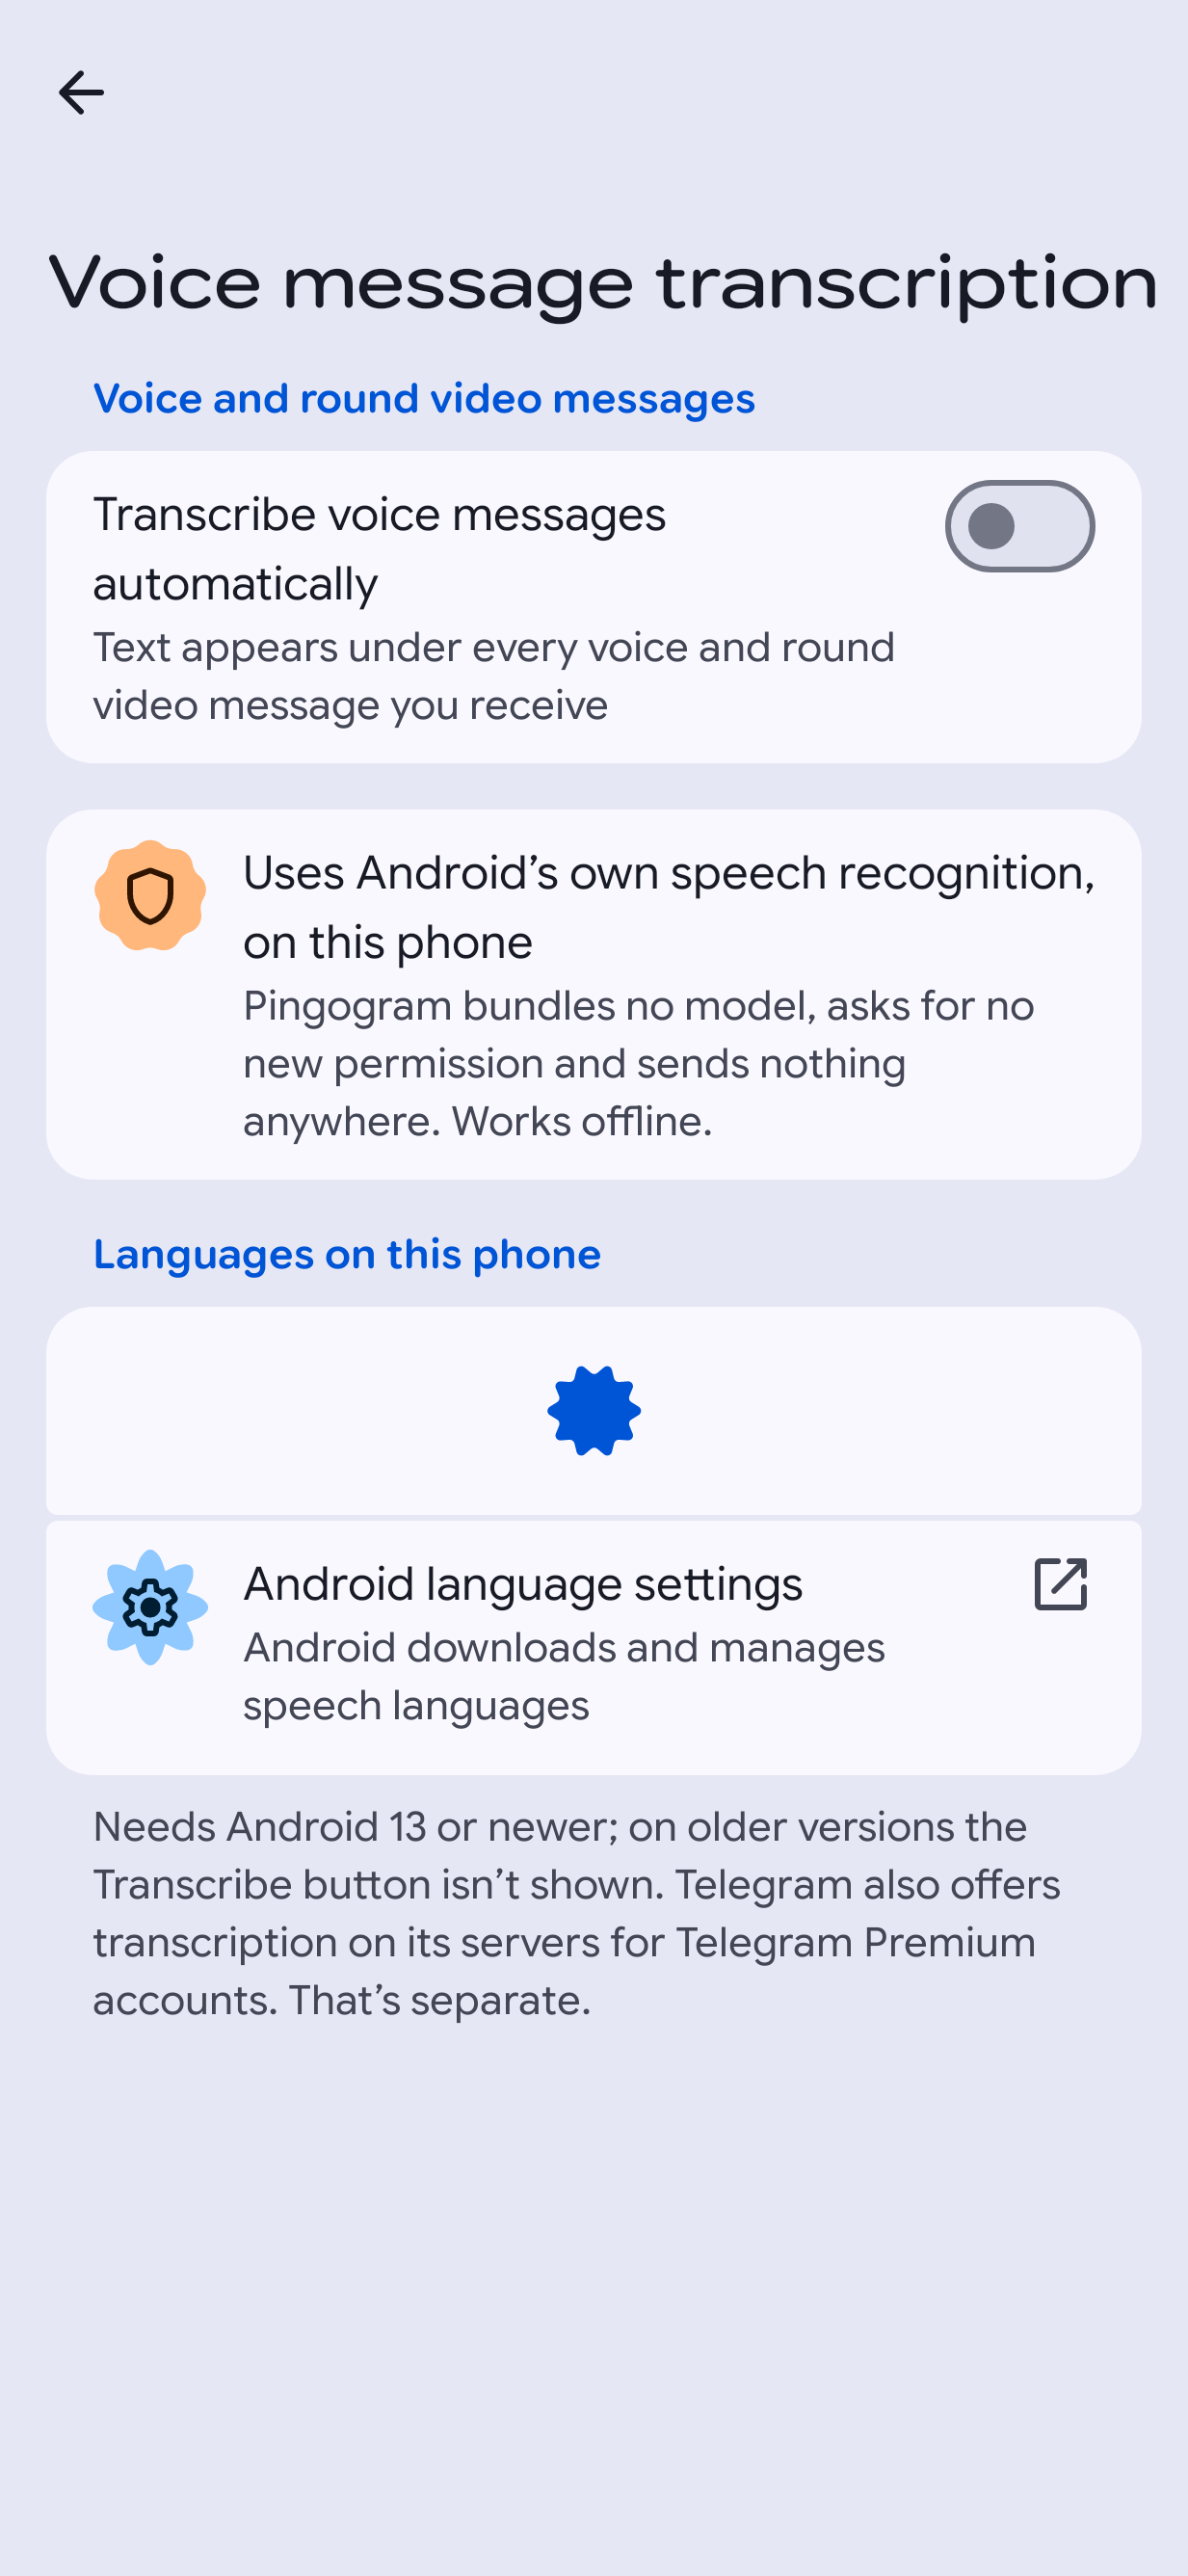 Voice message transcription
Voice and round video messages
Transcribe voice messages
automatically
Text appears under every voice and round
video message you receive
Uses Android’s own speech recognition,
on this phone
Pingogram bundles no model, asks for no
new permission and sends nothing
anywhere. Works offline.
Languages on this phone
Android language settings
Android downloads and manages
speech languages
Needs Android 13 or newer; on older versions the
Transcribe button isn’t shown. Telegram also offers
transcription on its servers for Telegram Premium
accounts. That’s separate.